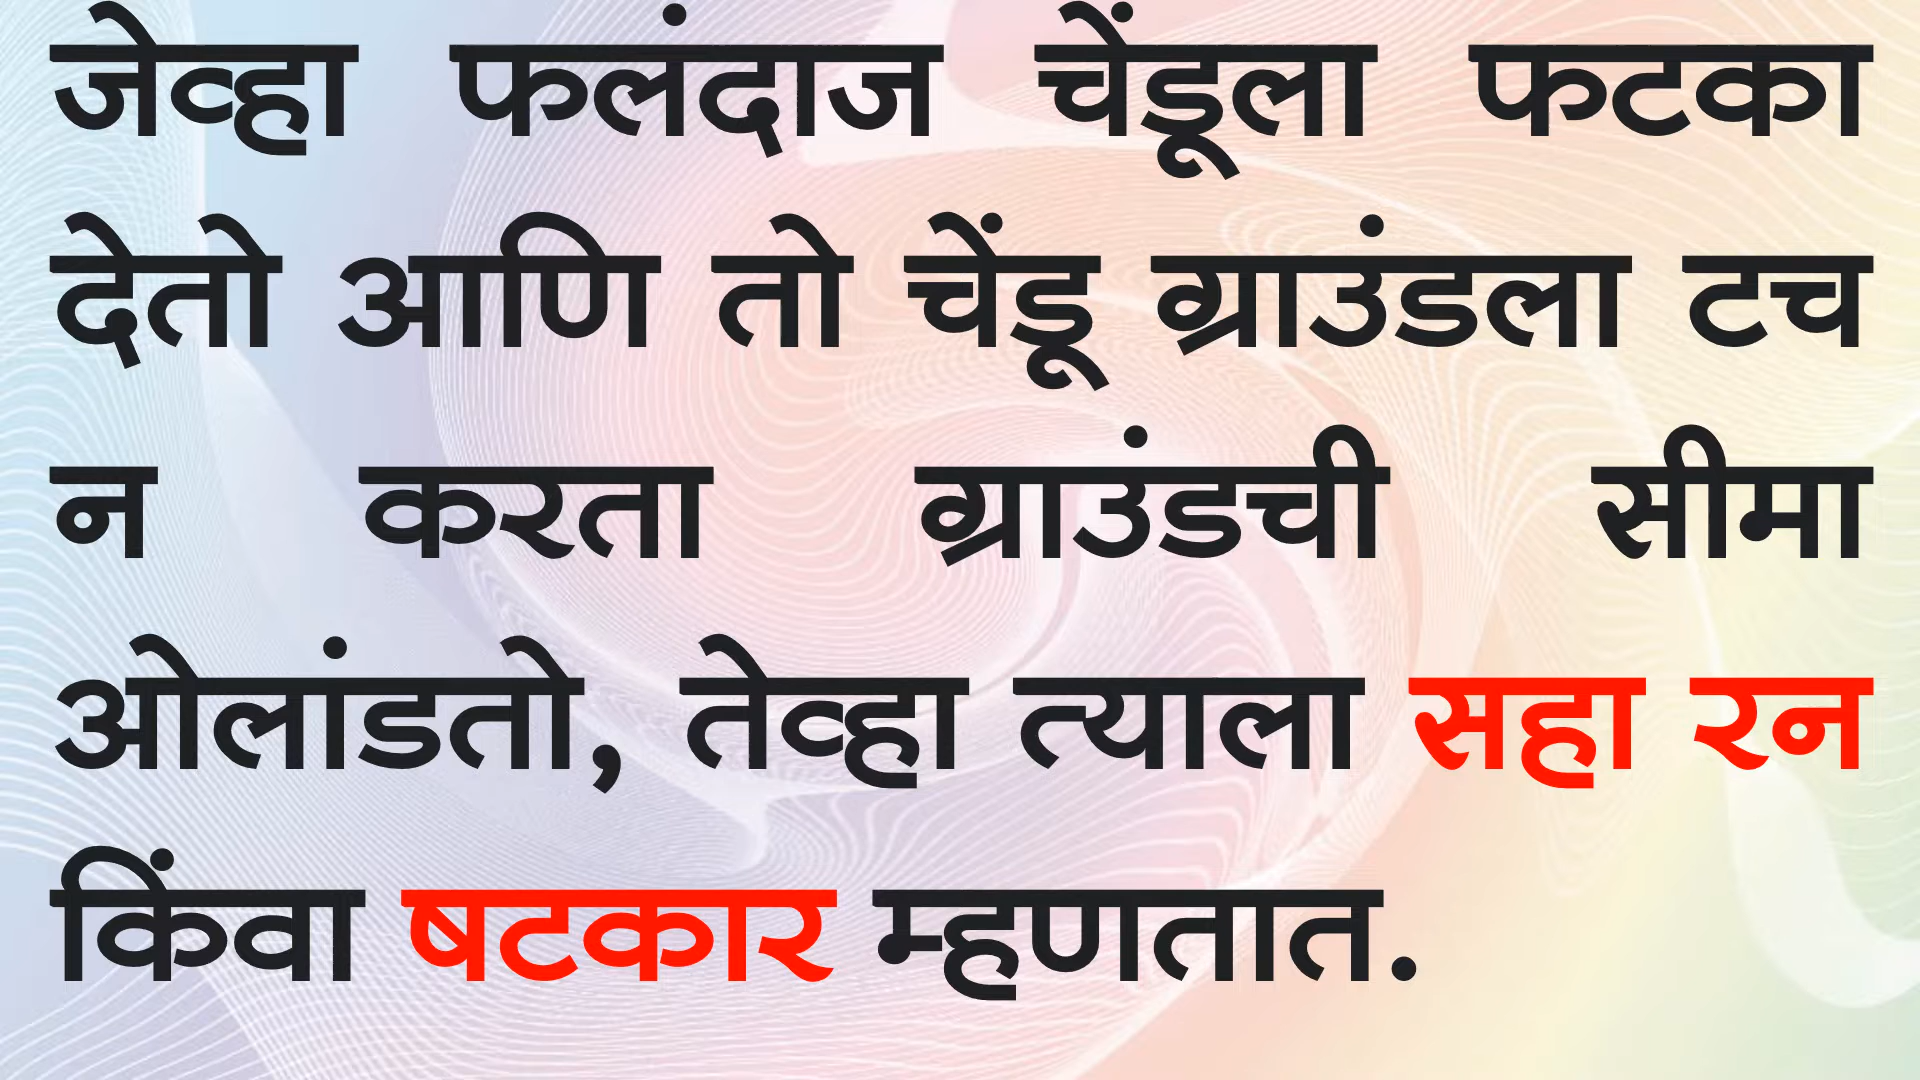 जेव्हा फलंदाज चेंडूला फटका
देतो आणि तो चेंडू ग्राउंडला टच
न करता ग्राउंडची सीमा
ओलांडतो, तेव्हा त्याला सहा रन
किंवा षटकार म्हणतात.